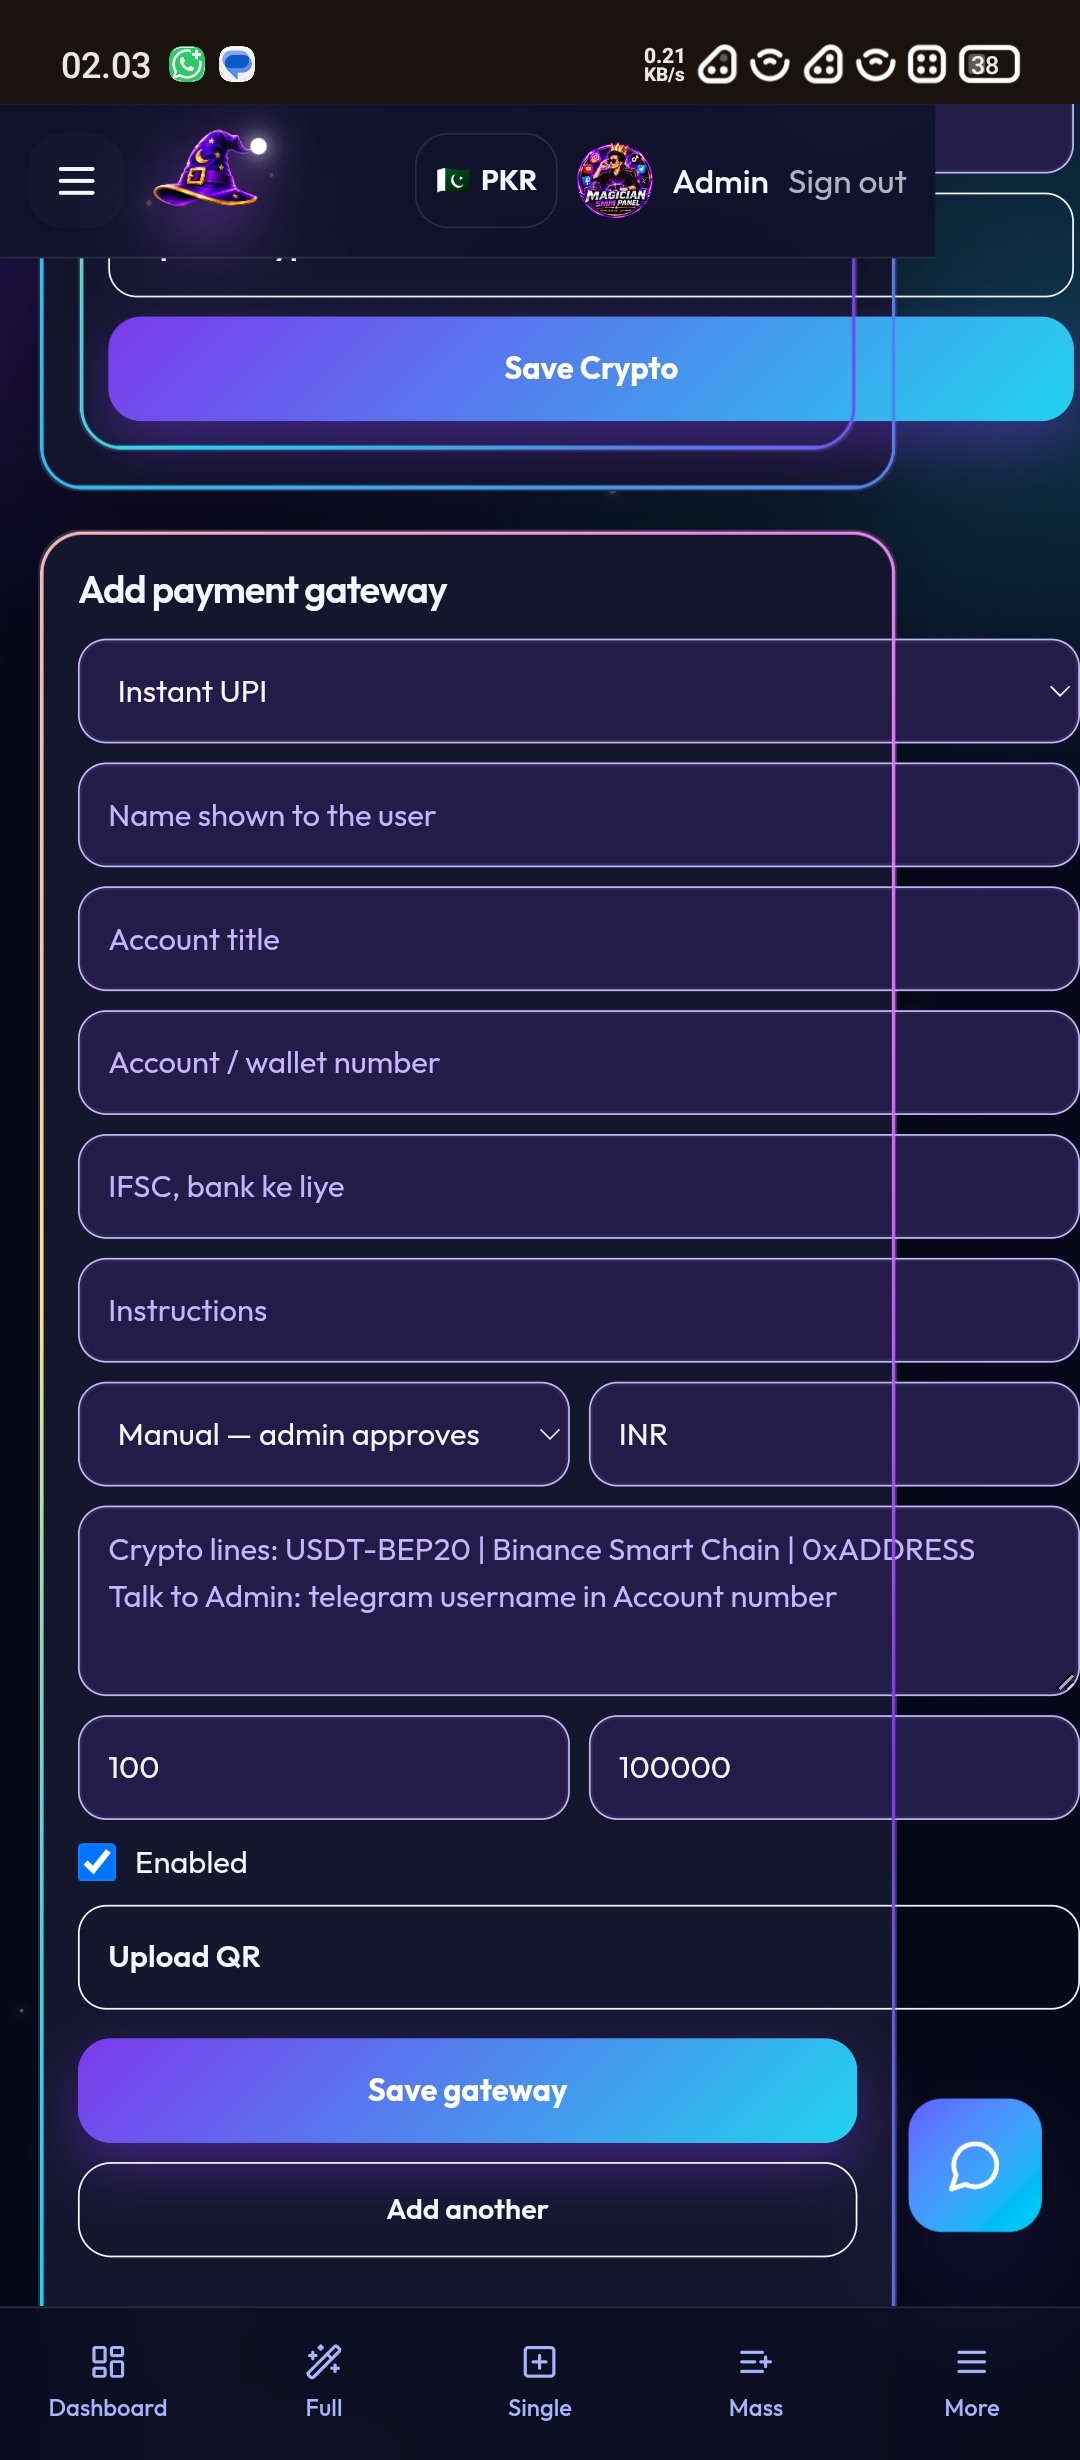 02.03
0.21
KB/s
38
PKR
MAGICIAN
SMM PANEL
Admin
Sign out
Save Crypto
Add payment gateway
Instant UPI
Name shown to the user
Account title
Account / wallet number
IFSC, bank ke liye
Instructions
Manual — admin approves
INR
Crypto lines: USDT-BEP20 | Binance Smart Chain | 0xADDRESS
Talk to Admin: telegram username in Account number
100
100000
Enabled
Upload QR
Save gateway
Add another
Dashboard
Full
Single
Mass
More